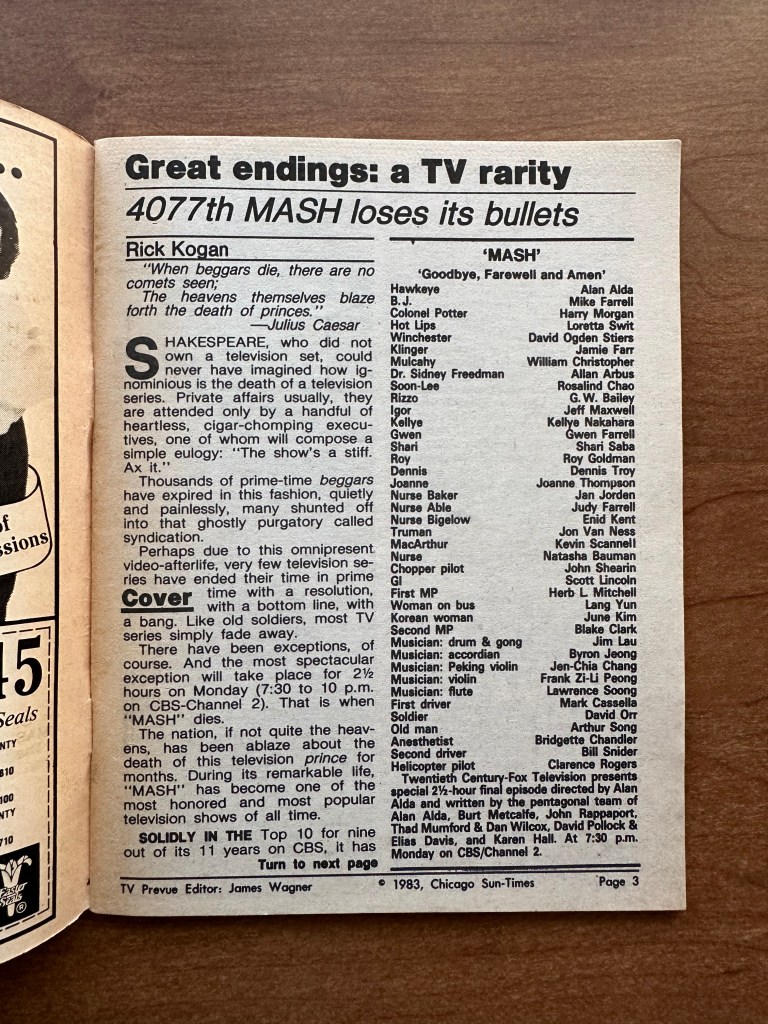 Great endings: a TV rarity
4077th MASH loses its bullets
Rick Kogan
"When beggars die, there are no
comets seen;
The heavens themselves blaze
forth the death of princes."
—Julius Caesar
SHAKESPEARE, who did not
own a television set, could
never have imagined how ig-
nominious is the death of a television
series. Private affairs usually, they
are attended only by a handful of
heartless, cigar-chomping execu-
tives, one of whom will compose a
simple eulogy: "The show's a stiff.
Ax it."
Thousands of prime-time beggars
have expired in this fashion, quietly
and painlessly, many shunted off
into that ghostly purgatory called
syndication.
Perhaps due to this omnipresent
video-afterlife, very few television se-
ries have ended their time in prime
Cover
time with a resolution,
with a bottom line, with
a bang. Like old soldiers, most TV
series simply fade away.
There have been exceptions, of
course. And the most spectacular
exception will take place for 2½
hours on Monday (7:30 to 10 p.m.
on CBS-Channel 2). That is when
"MASH" dies.
The nation, if not quite the heav-
ens, has been ablaze about the
death of this television prince for
months. During its remarkable life,
"MASH" has become one of the
most honored and most popular
television shows of all time.
SOLIDLY IN THE Top 10 for nine
out of its 11 years on CBS, it has
Turn to next page
'MASH'
'Goodbye, Farewell and Amen'
Hawkeye Alan Alda
B.J. Mike Farrell
Colonel Potter Harry Morgan
Hot Lips Loretta Swit
Winchester David Ogden Stiers
Klinger Jamie Farr
Mulcahy William Christopher
Dr. Sidney Freedman Allan Arbus
Soon-Lee Rosalind Chao
Rizzo G.W. Bailey
Igor Jeff Maxwell
Kellye Kellye Nakahara
Gwen Gwen Farrell
Shari Shari Saba
Roy Roy Goldman
Dennis Dennis Troy
Joanne Joanne Thompson
Nurse Baker Jan Jorden
Nurse Able Judy Farrell
Nurse Bigelow Enid Kent
Truman Jon Van Ness
MacArthur Kevin Scannell
Nurse Natasha Bauman
Chopper pilot John Shearin
GI Scott Lincoln
First MP Herb L. Mitchell
Woman on bus Lang Yun
Korean woman June Kim
Second MP Blake Clark
Musician: drum & gong Jim Lau
Musician: accordian Byron Jeong
Musician: Peking violin Jen-Chia Chang
Musician: violin Frank Zi-Li Peong
Musician: flute Lawrence Soong
First driver Mark Cassella
Soldier David Orr
Old man Arthur Song
Anesthetist Bridgette Chandler
Second driver Bill Snider
Helicopter pilot Clarence Rogers
Twentieth Century-Fox Television presents
special 2½-hour final episode directed by Alan
Alda and written by the pentagonal team of
Alan Alda, Burt Metcalfe, John Rappaport,
Thad Mumford & Dan Wilcox, David Pollock &
Elias Davis, and Karen Hall. At 7:30 p.m.
Monday on CBS/Channel 2.
TV Prevue Editor: James Wagner
© 1983, Chicago Sun-Times
Page 3
of
ssions
45
Seals
NTY
610
100
NTY
710
Easter
Seals
®